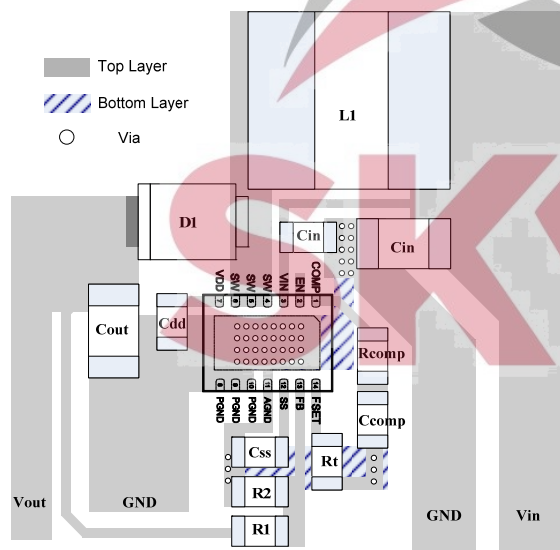 Top Layer
Bottom Layer
Via
L1
D1
Cin
Cin
VDD SW SW SW VIN EN COMP
7 6 5 4 3 2 1
Cout
Cdd
Rcomp
8 9 10 11 12 13 14
PGND PGND PGND AGND SS FB FSET
Ccomp
Css
Rt
R2
R1
Vout
GND
GND
Vin
SK